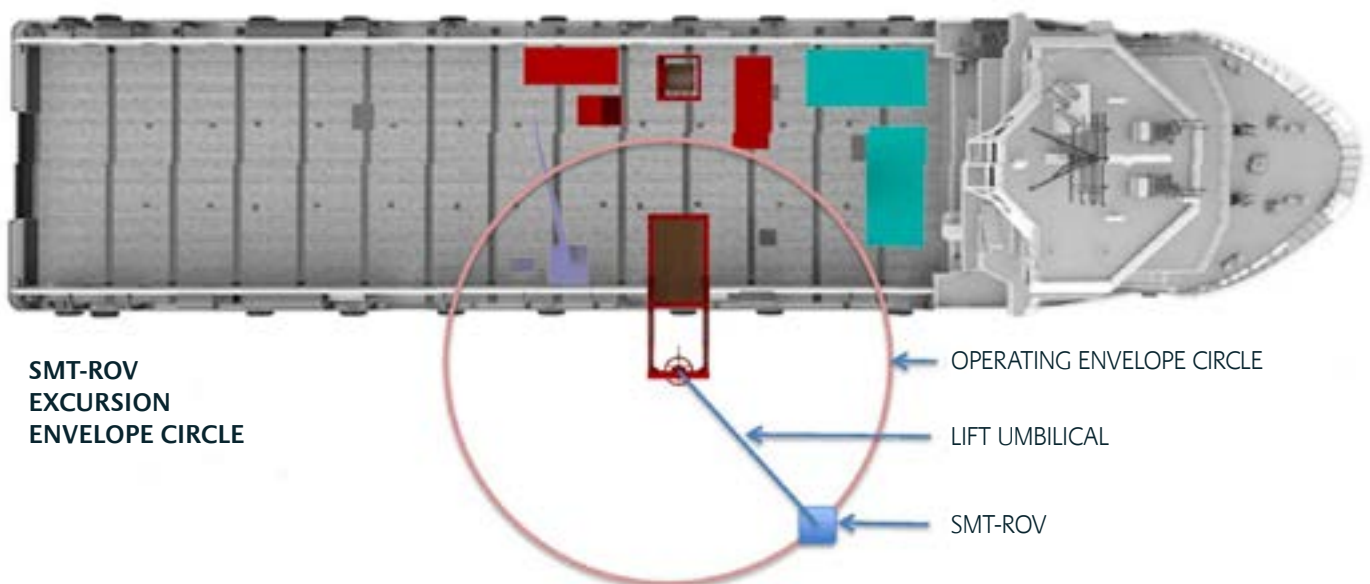 SMT-ROV
EXCURSION
ENVELOPE CIRCLE
OPERATING ENVELOPE CIRCLE
LIFT UMBILICAL
SMT-ROV